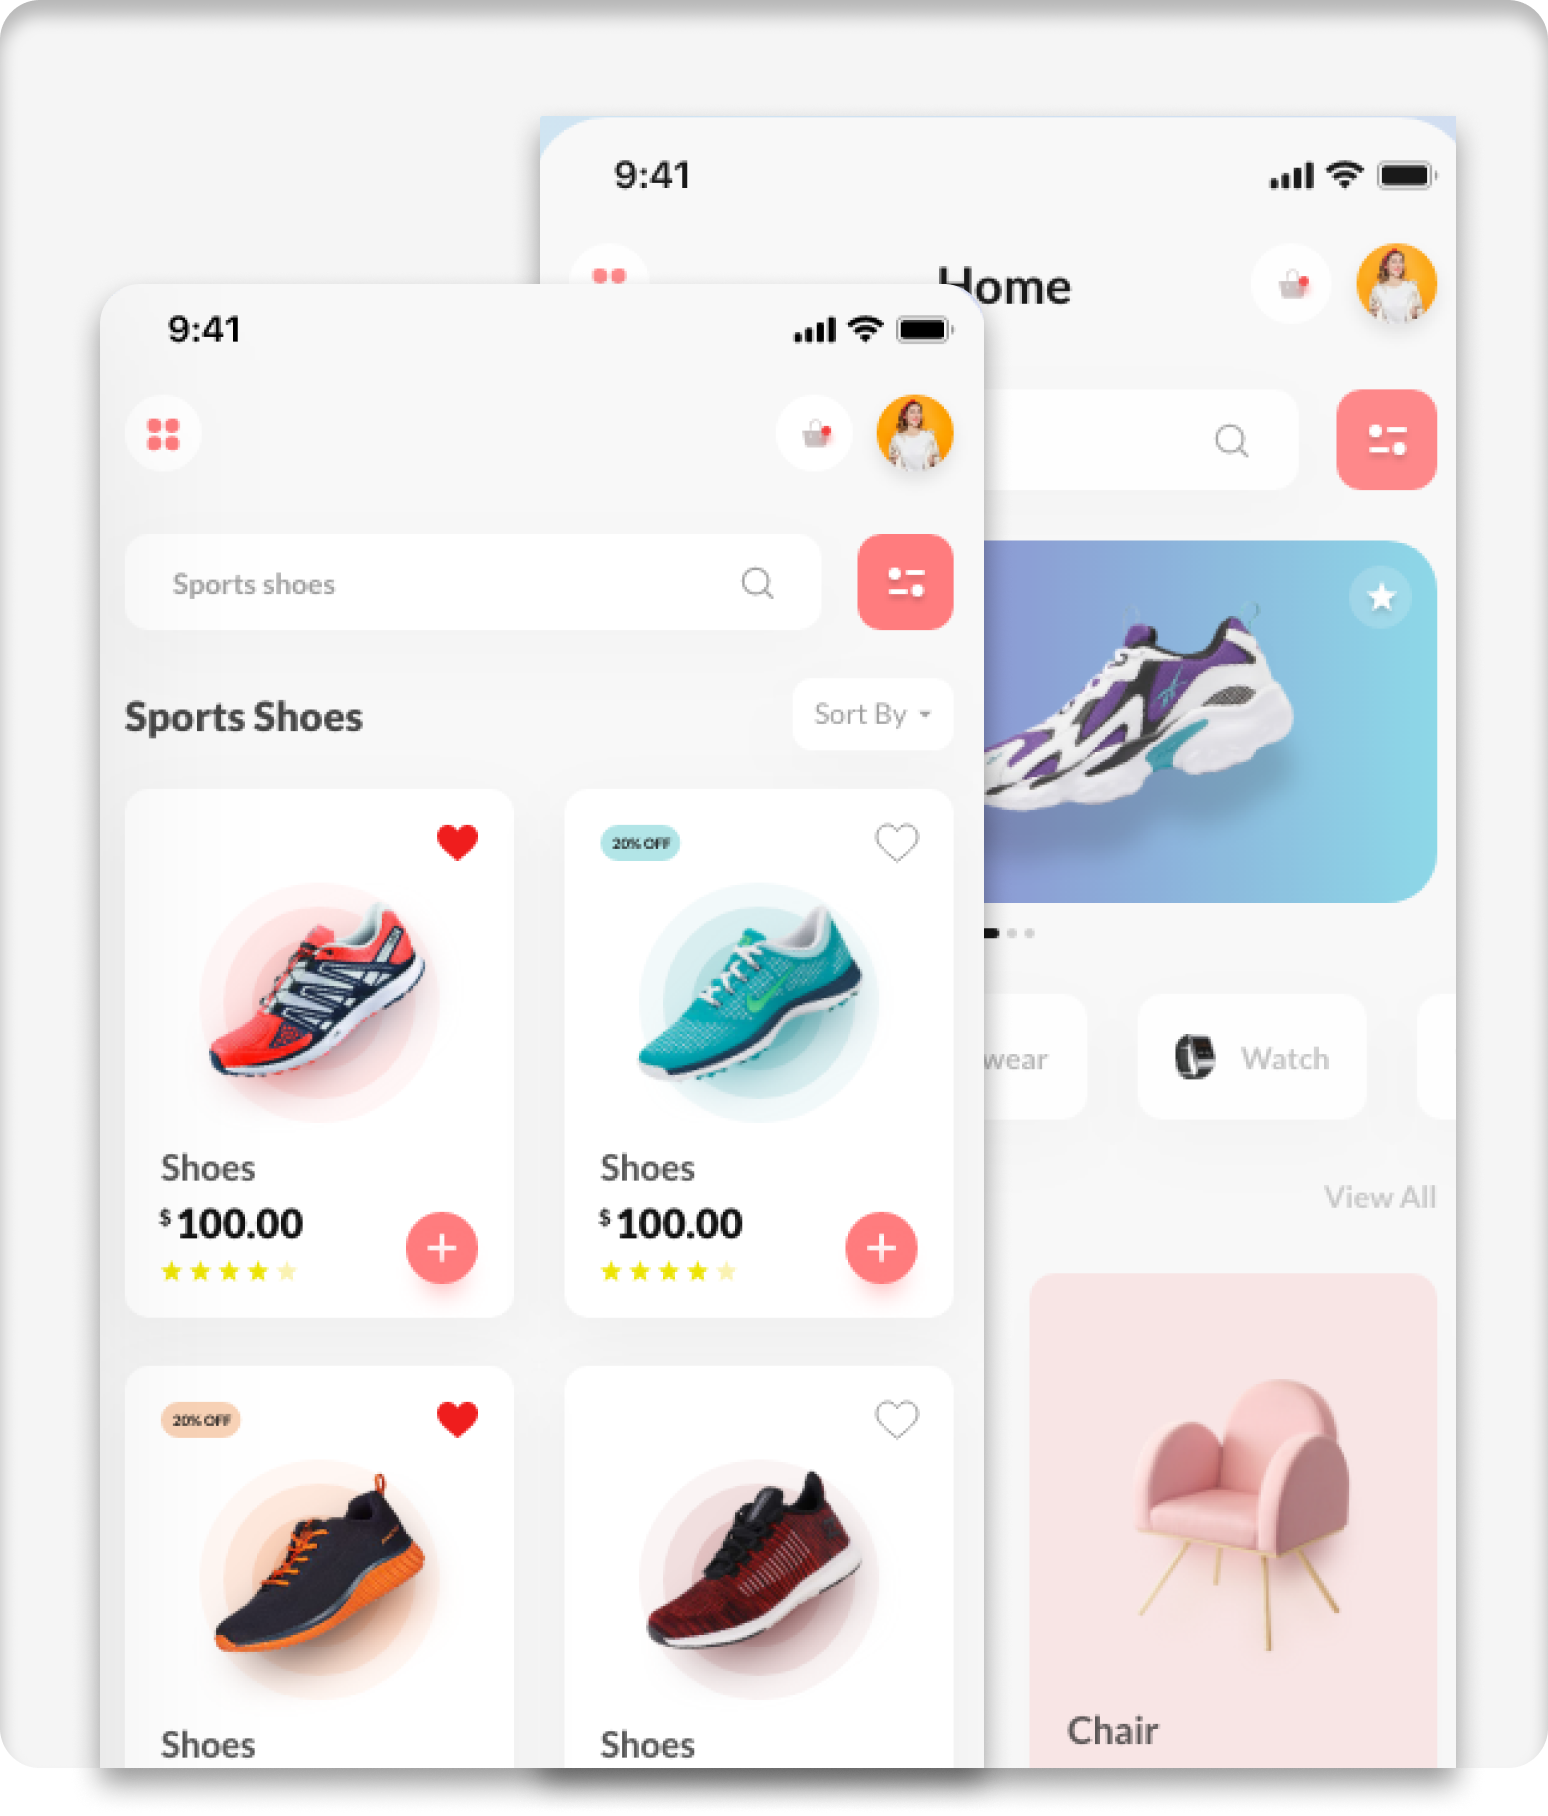 9:41
Home
9:41
Sports shoes
Sports Shoes
Sort By
20% OFF
wear
Watch
Shoes
Shoes
View All
$100.00
$100.00
20% OFF
Shoes
Shoes
Chair